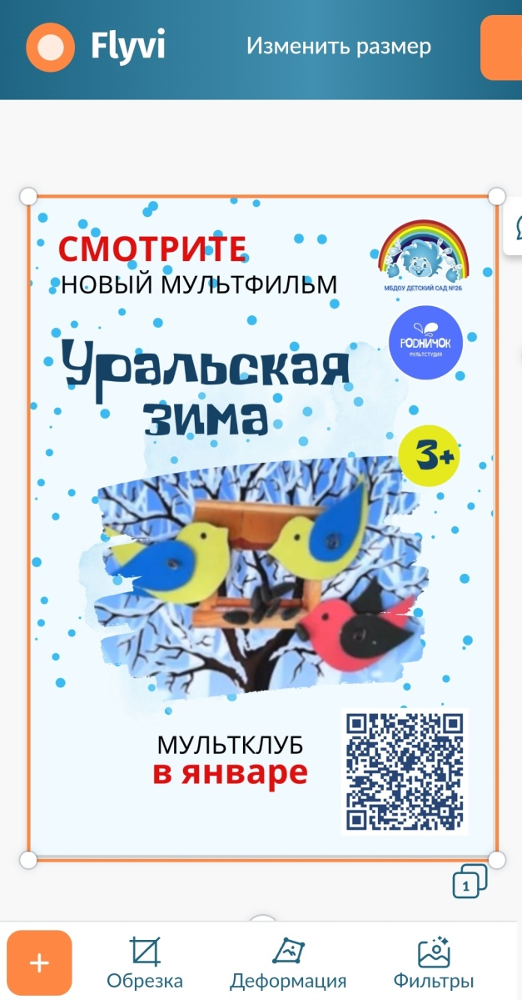 Flyvi
Изменить размер
СМОТРИТЕ
НОВЫЙ МУЛЬТФИЛЬМ
МБДОУ ДЕТСКИЙ САД №26
РОДНИЧОК
МУЛЬТСТУДИЯ
Уральская
зима
3+
МУЛЬТКЛУБ
в январе
1
+
Обрезка
Деформация
Фильтры